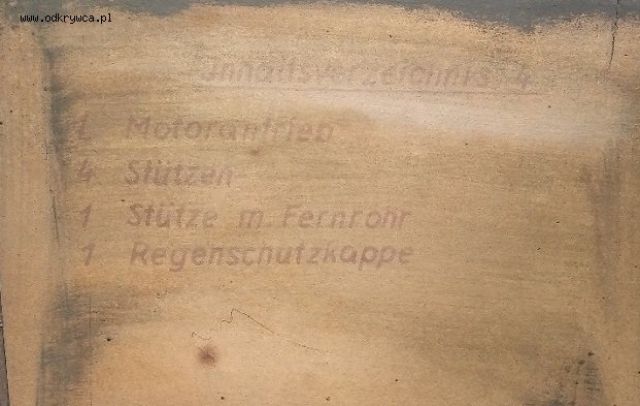 www.odkrywca.pl
Inhaltsverzeichnis 4
1 Motorantrieb
4 Stützen
1 Stütze m. Fernrohr
1 Regenschutzkappe